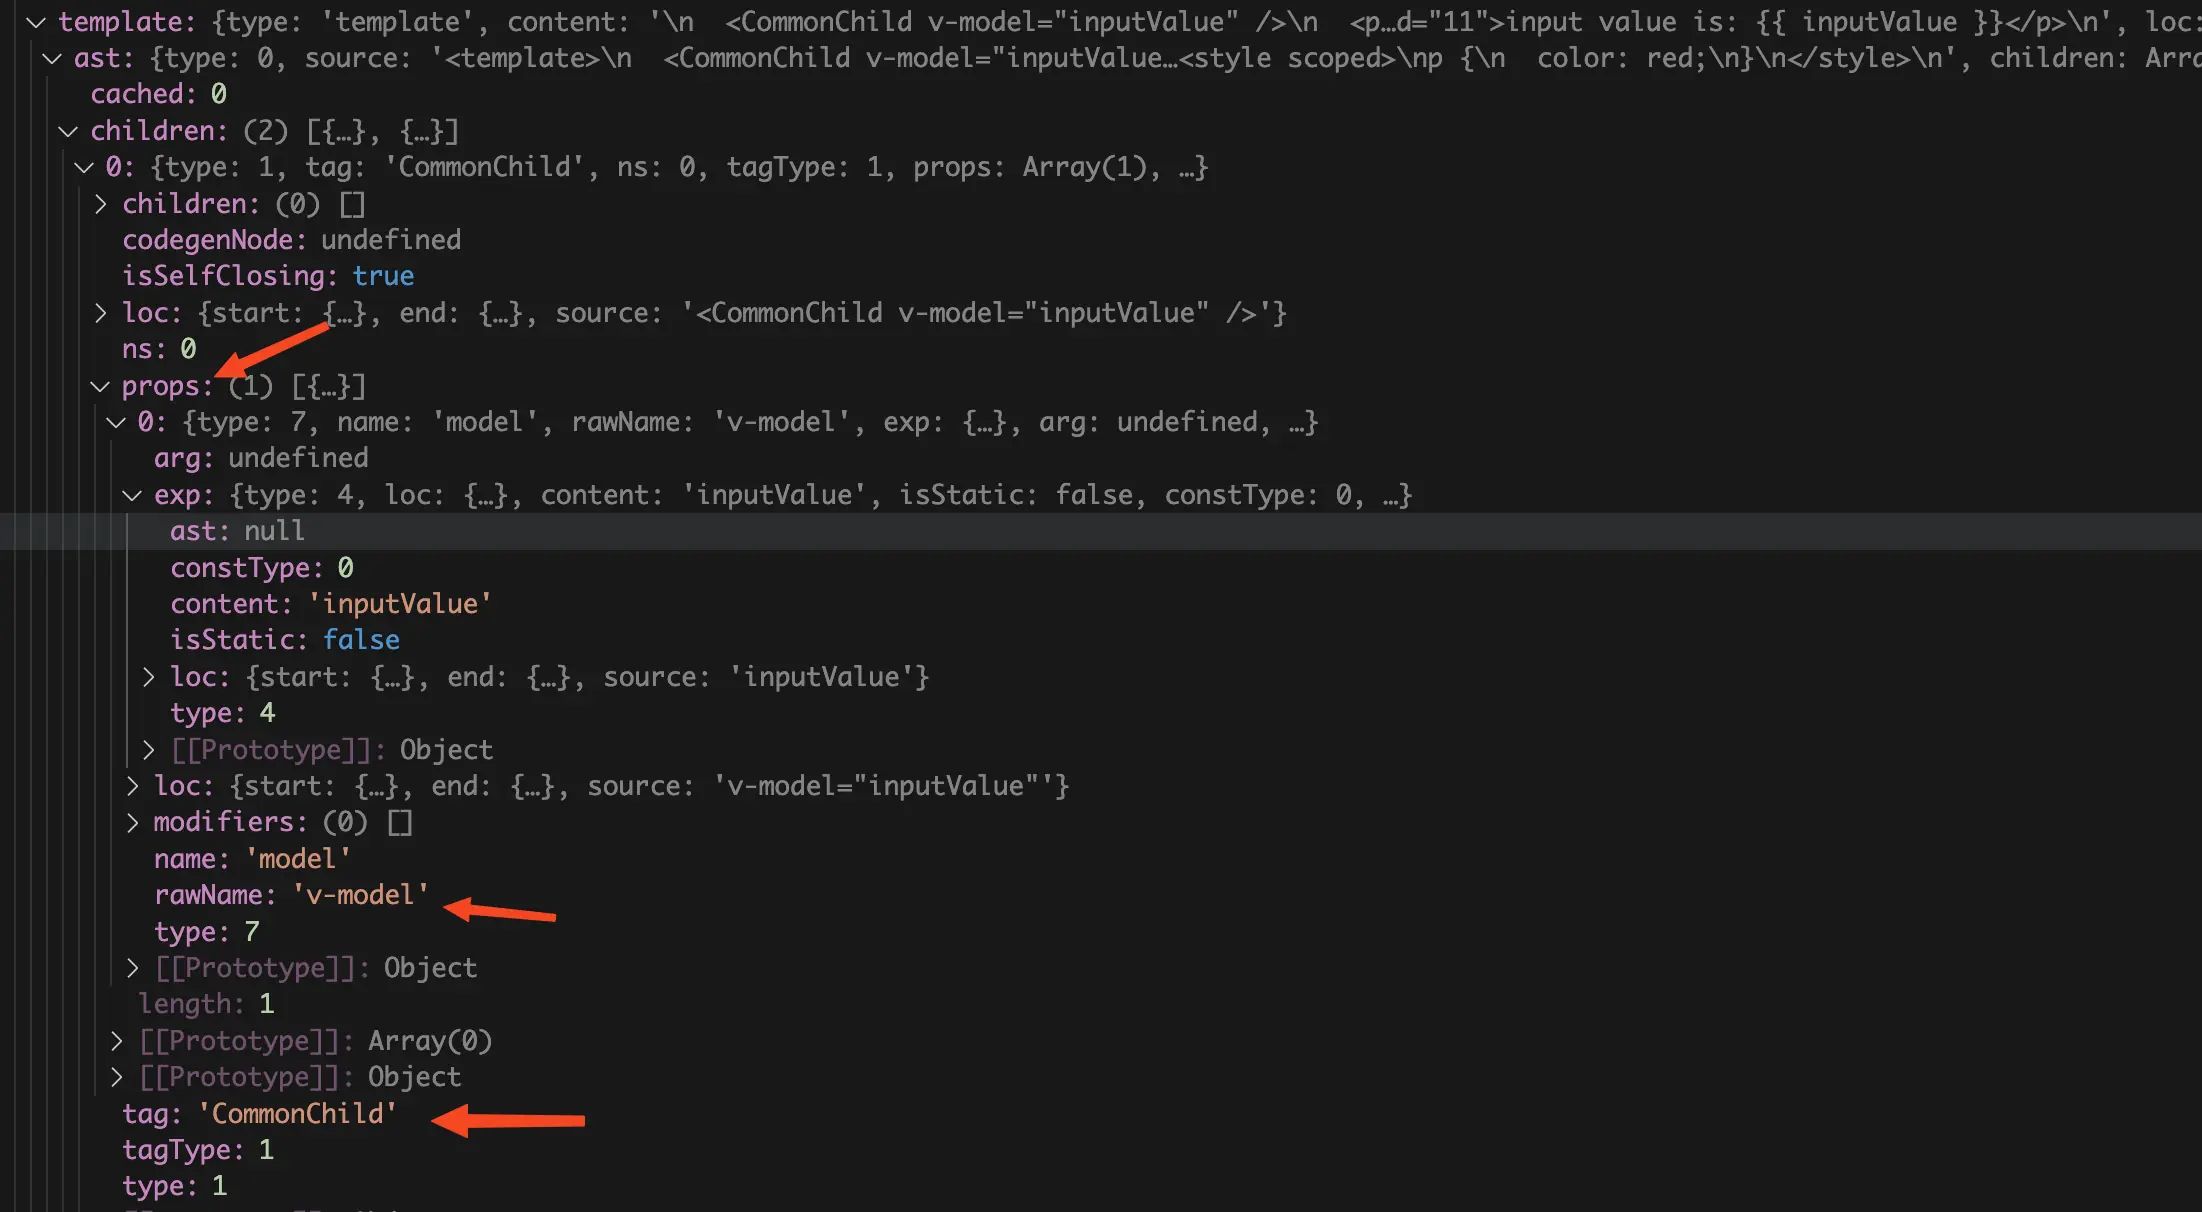 template: {type: 'template', content: '\n  <CommonChild v-model="inputValue" />\n  <p…d="11">input value is: {{ inputValue }}</p>\n', loc:
ast: {type: 0, source: '<template>\n  <CommonChild v-model="inputValue…<style scoped>\np {\n  color: red;\n}\n</style>\n', children: Arra
cached: 0
children: (2) [{…}, {…}]
0: {type: 1, tag: 'CommonChild', ns: 0, tagType: 1, props: Array(1), …}
children: (0) []
codegenNode: undefined
isSelfClosing: true
loc: {start: {…}, end: {…}, source: '<CommonChild v-model="inputValue" />'}
ns: 0
props: (1) [{…}]
0: {type: 7, name: 'model', rawName: 'v-model', exp: {…}, arg: undefined, …}
arg: undefined
exp: {type: 4, loc: {…}, content: 'inputValue', isStatic: false, constType: 0, …}
ast: null
constType: 0
content: 'inputValue'
isStatic: false
loc: {start: {…}, end: {…}, source: 'inputValue'}
type: 4
[[Prototype]]: Object
loc: {start: {…}, end: {…}, source: 'v-model="inputValue"'}
modifiers: (0) []
name: 'model'
rawName: 'v-model'
type: 7
[[Prototype]]: Object
length: 1
[[Prototype]]: Array(0)
[[Prototype]]: Object
tag: 'CommonChild'
tagType: 1
type: 1